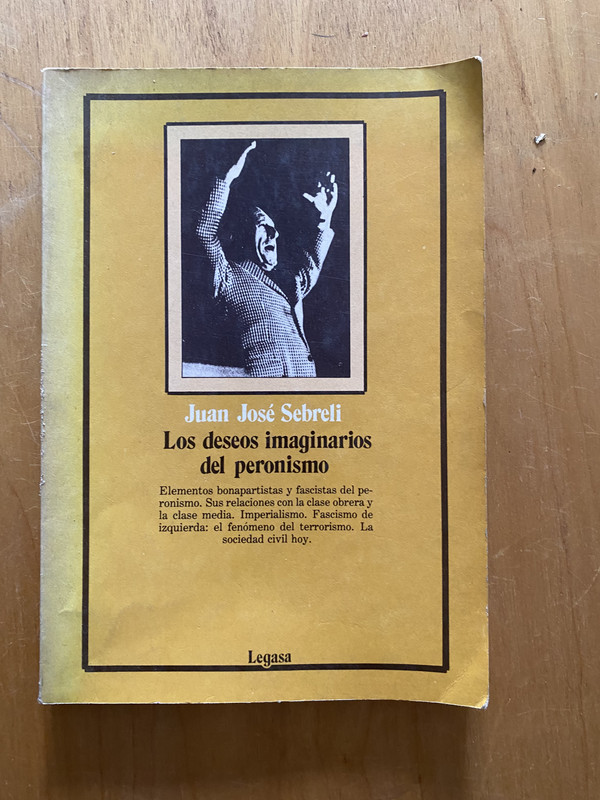 Juan José Sebreli
Los deseos imaginarios
del peronismo
Elementos bonapartistas y fascistas del pe-
ronismo. Sus relaciones con la clase obrera y
la clase media. Imperialismo. Fascismo de
izquierda: el fenómeno del terrorismo. La
sociedad civil hoy.
Legasa